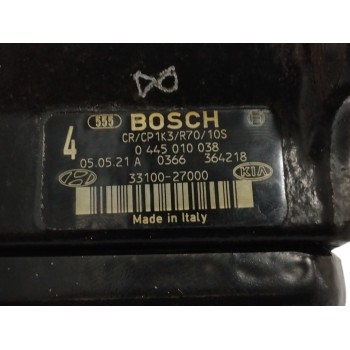 555 BOSCH
4 CR/CP1K3/R70/10S
0 445 010 038
05.05.21 A 0366 364218
33100-27000
KIA
Made in Italy